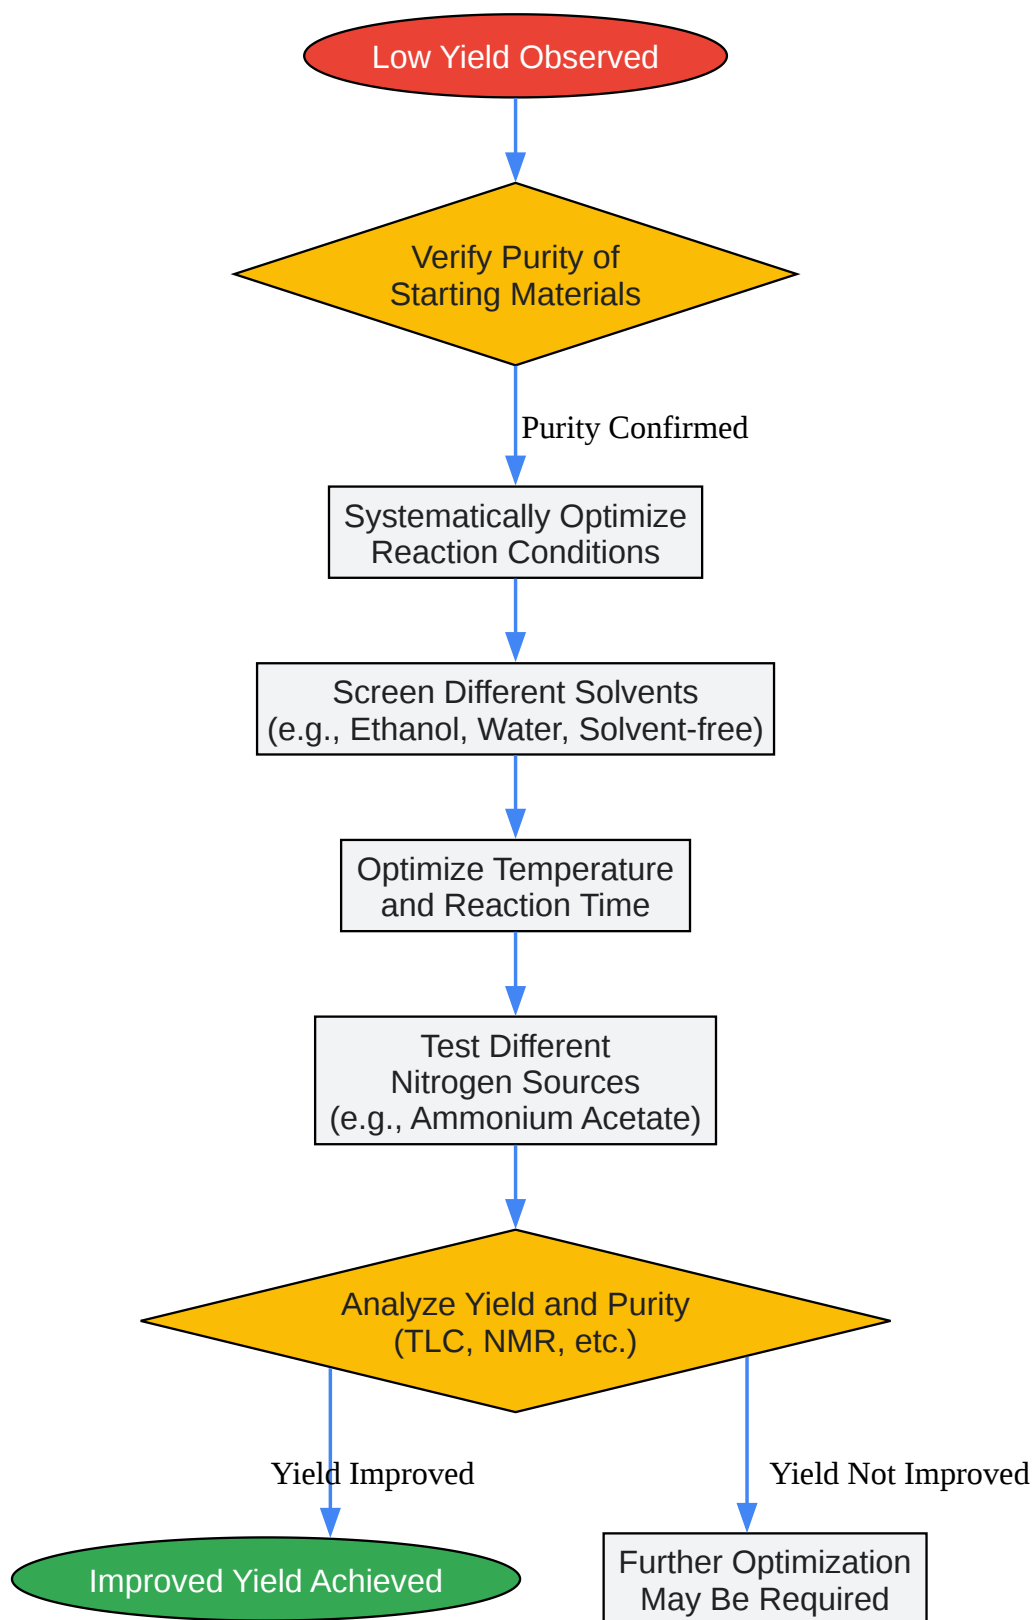 Low Yield Observed
Verify Purity of
Starting Materials
Purity Confirmed
Systematically Optimize
Reaction Conditions
Screen Different Solvents
(e.g., Ethanol, Water, Solvent-free)
Optimize Temperature
and Reaction Time
Test Different
Nitrogen Sources
(e.g., Ammonium Acetate)
Analyze Yield and Purity
(TLC, NMR, etc.)
Yield Improved
Yield Not Improved
Improved Yield Achieved
Further Optimization
May Be Required